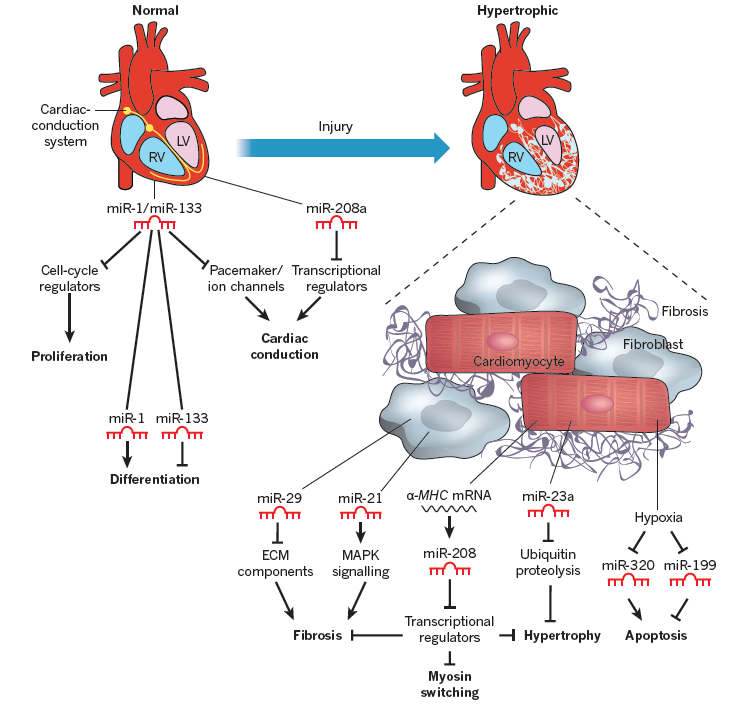 Normal
Hypertrophic
Cardiac-
conduction
system
LV
RV
Injury
LV
RV
miR-1/miR-133
miR-208a
Cell-cycle
regulators
Pacemaker/
ion channels
Transcriptional
regulators
Proliferation
Cardiac
conduction
Fibrosis
Fibroblast
Cardiomyocyte
miR-1
miR-133
Differentiation
miR-29
miR-21
α-MHC mRNA
miR-23a
Hypoxia
ECM
components
MAPK
signalling
miR-208
Ubiquitin
proteolysis
miR-320
miR-199
Fibrosis
Transcriptional
regulators
Hypertrophy
Apoptosis
Myosin
switching